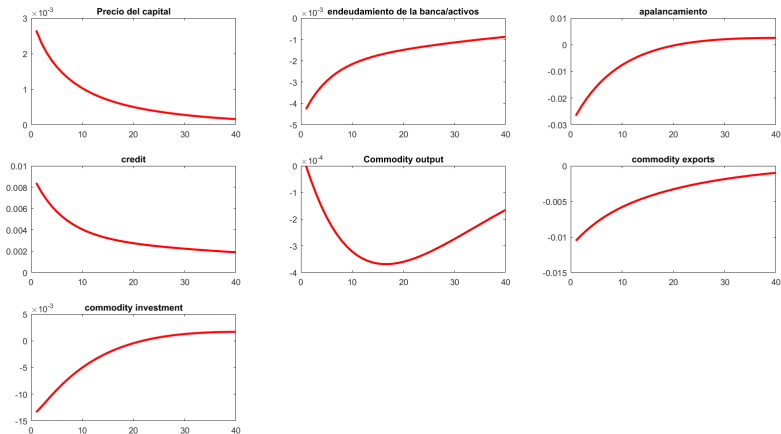 Precio del capital
×10⁻³
3
2
1
0
0 10 20 30 40
endeudamiento de la banca/activos
×10⁻³
0
-1
-2
-3
-4
-5
0 10 20 30 40
apalancamiento
0.01
0
-0.01
-0.02
-0.03
0 10 20 30 40
credit
0.01
0.008
0.006
0.004
0.002
0
0 10 20 30 40
Commodity output
×10⁻⁴
0
-1
-2
-3
-4
0 10 20 30 40
commodity exports
0
-0.005
-0.01
-0.015
0 10 20 30 40
commodity investment
×10⁻³
5
0
-5
-10
-15
0 10 20 30 40